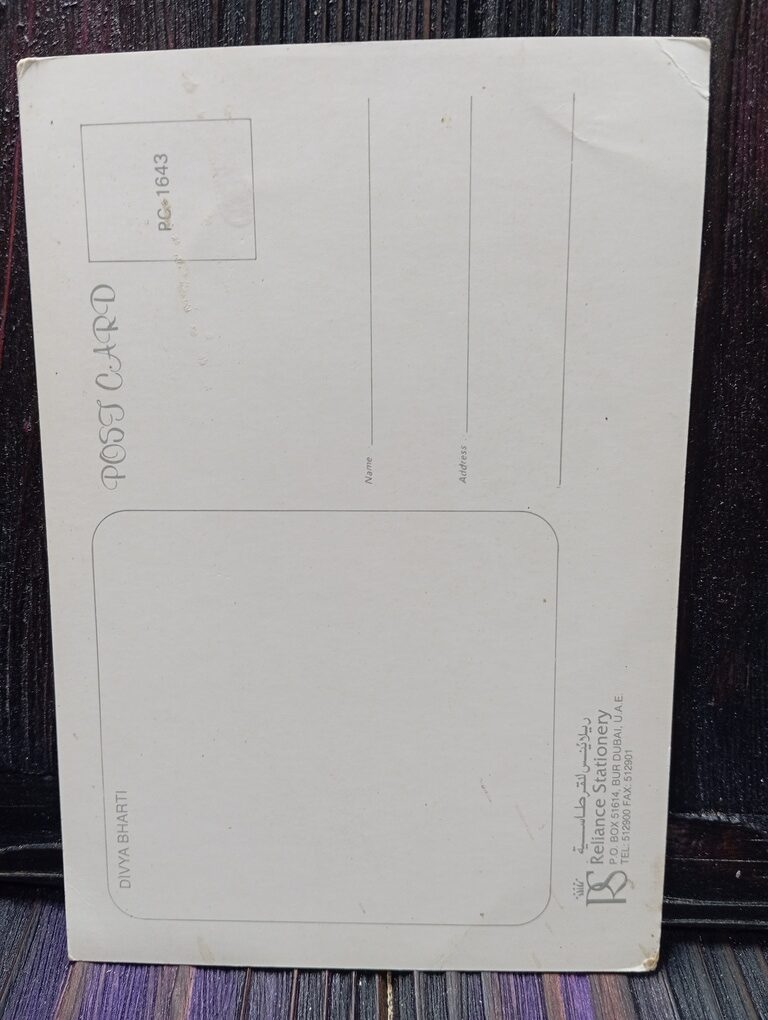 DIVYA BHARTI
POST CARD
PC-1643
Name
Address
ريلاينس للقرطاسية
Reliance Stationery
P.O. BOX 51614, BUR DUBAI, U.A.E.
TEL: 512900 FAX: 512901